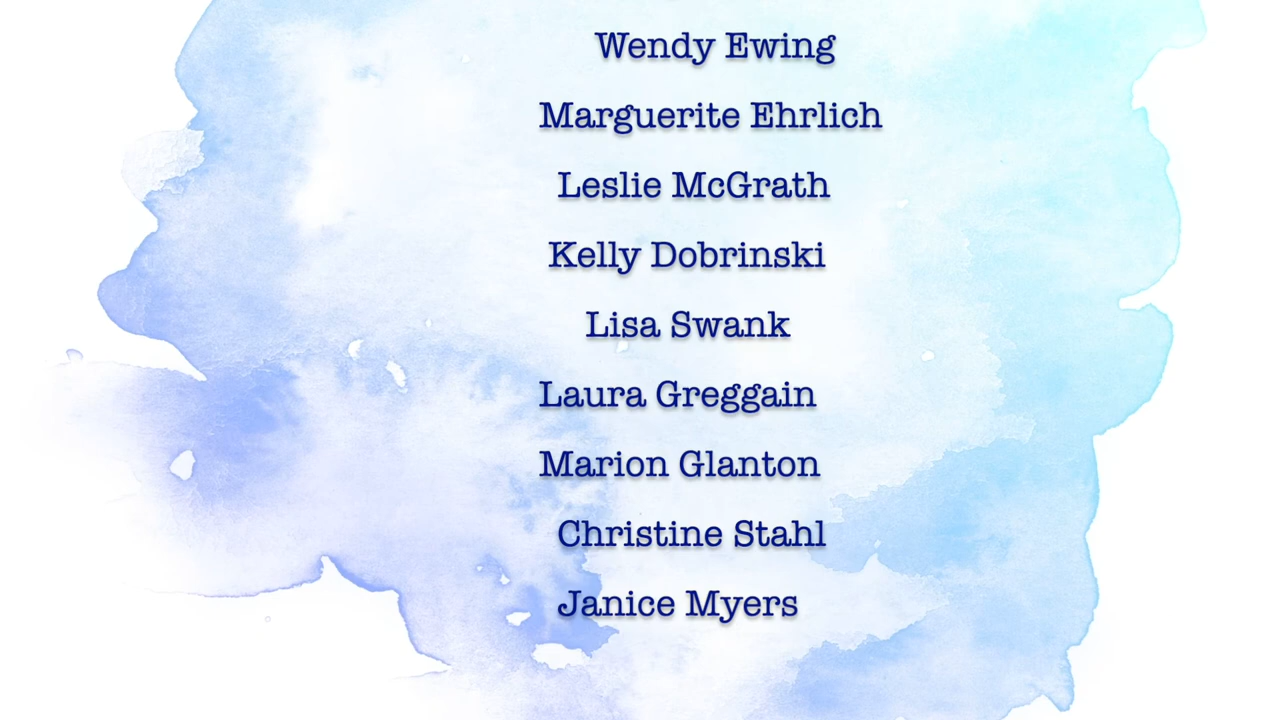 Wendy Ewing
Marguerite Ehrlich
Leslie McGrath
Kelly Dobrinski
Lisa Swank
Laura Greggain
Marion Glanton
Christine Stahl
Janice Myers